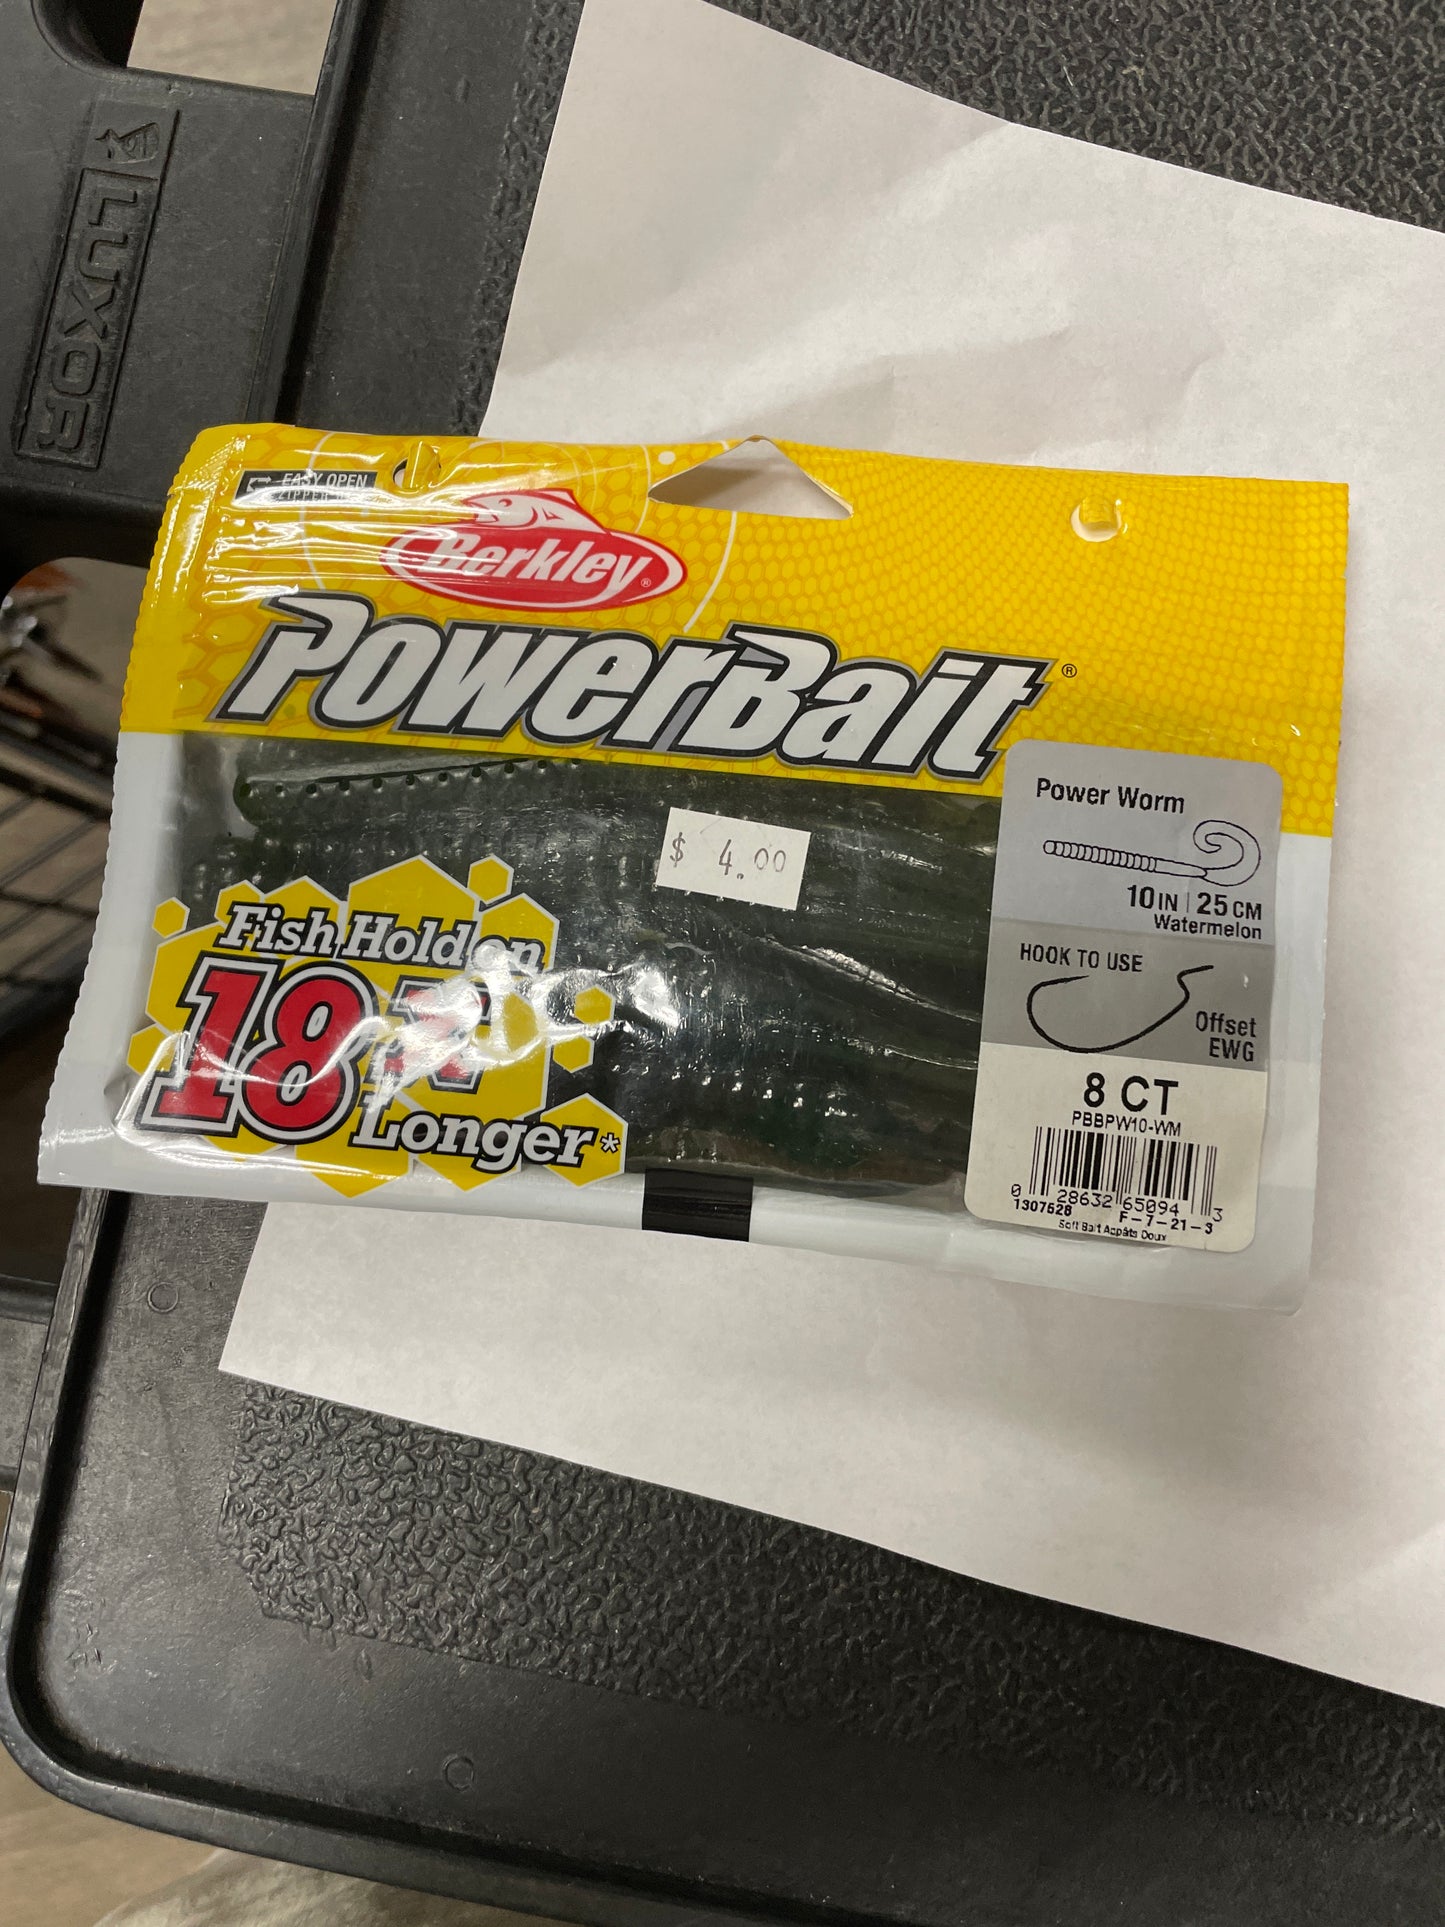 LUXOR
EASY OPEN
Berkley®
PowerBait®
$ 4.00
Power Worm
10 IN | 25 CM
Watermelon
HOOK TO USE
Offset
EWG
Fish Hold on
18
Longer*
8 CT
PBBPW10-WM
0 28632 65094 3
1307528 F-7-21-3
Soft Bait Appâts Doux